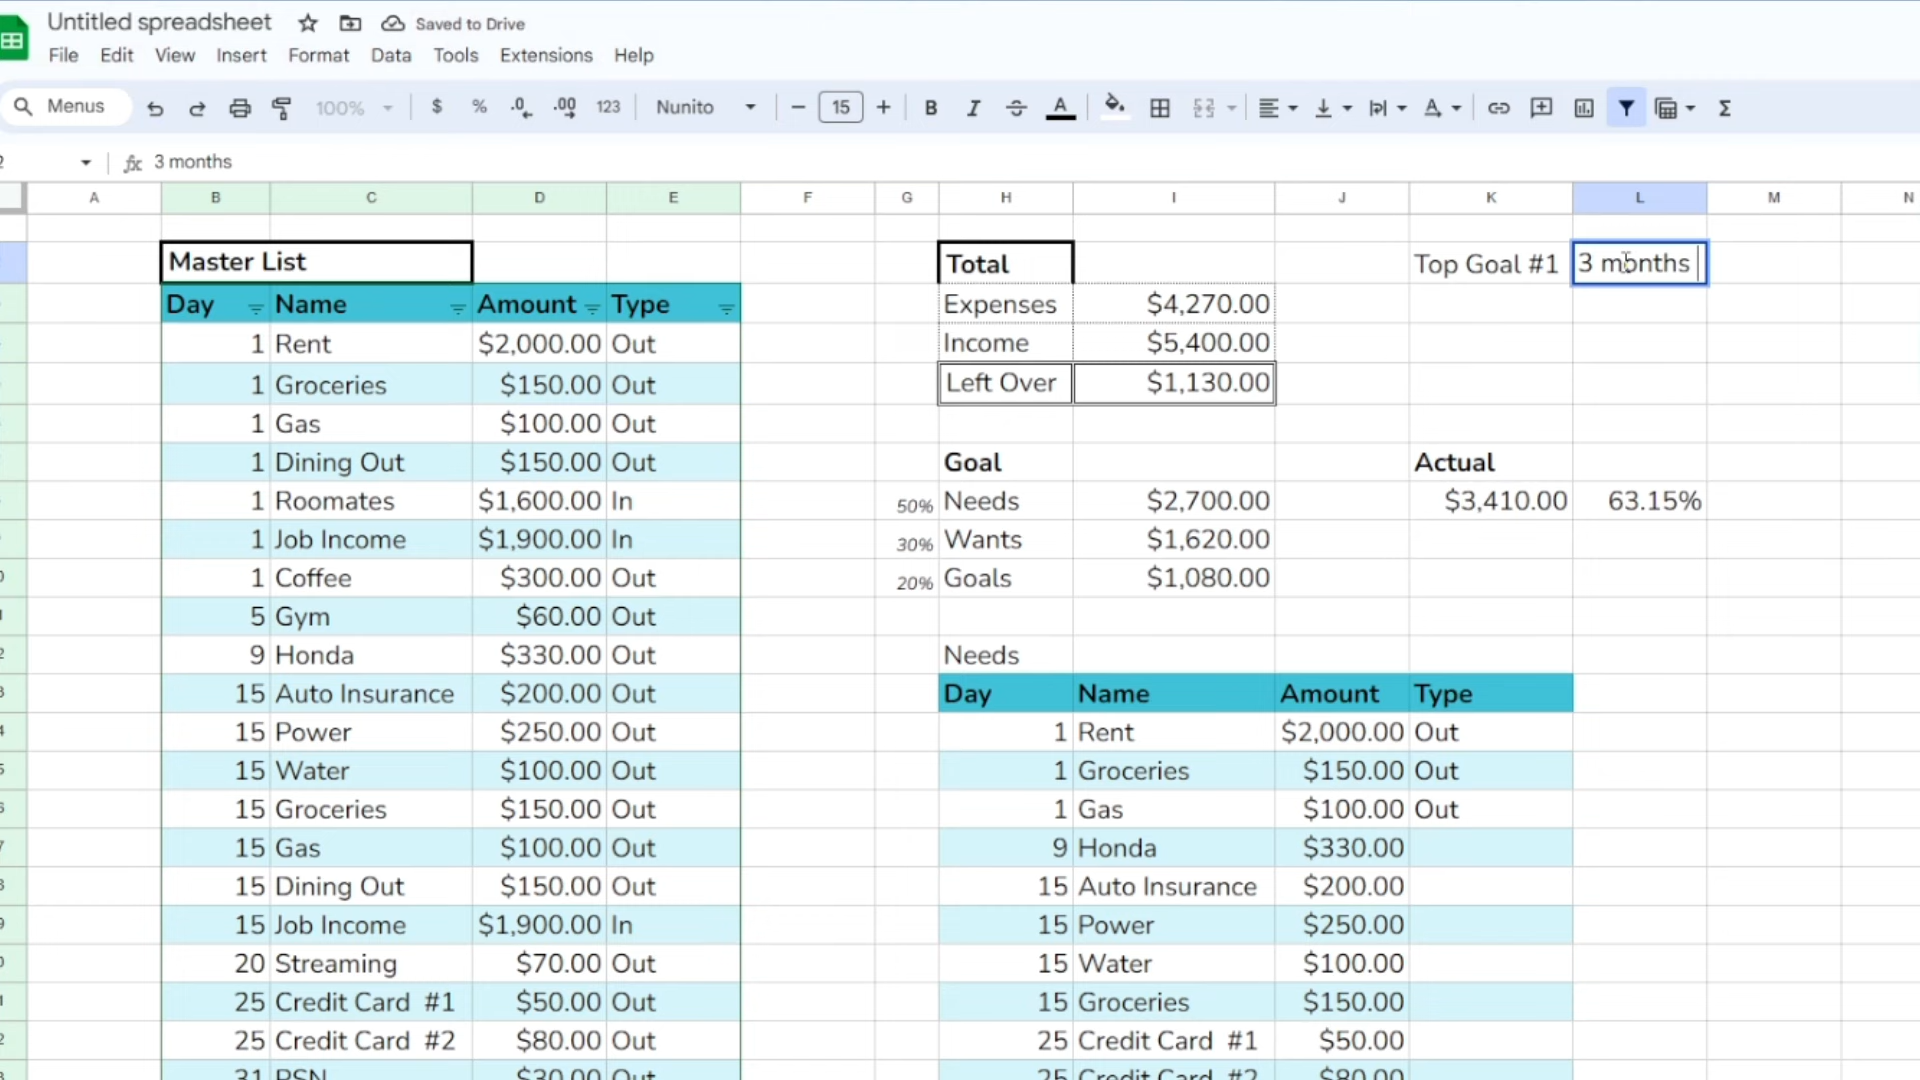 Untitled spreadsheet Saved to Drive
File Edit View Insert Format Data Tools Extensions Help
Menus 100% $ % .0 .00 123 Nunito 15 B I A
fx 3 months
A B C D E F G H I J K L M N
Master List Total Top Goal #1 3 months
Day Name Amount Type Expenses $4,270.00
1 Rent $2,000.00 Out Income $5,400.00
1 Groceries $150.00 Out Left Over $1,130.00
1 Gas $100.00 Out
1 Dining Out $150.00 Out Goal Actual
1 Roomates $1,600.00 In 50% Needs $2,700.00 $3,410.00 63.15%
1 Job Income $1,900.00 In 30% Wants $1,620.00
1 Coffee $300.00 Out 20% Goals $1,080.00
5 Gym $60.00 Out
9 Honda $330.00 Out Needs
15 Auto Insurance $200.00 Out Day Name Amount Type
15 Power $250.00 Out 1 Rent $2,000.00 Out
15 Water $100.00 Out 1 Groceries $150.00 Out
15 Groceries $150.00 Out 1 Gas $100.00 Out
15 Gas $100.00 Out 9 Honda $330.00
15 Dining Out $150.00 Out 15 Auto Insurance $200.00
15 Job Income $1,900.00 In 15 Power $250.00
20 Streaming $70.00 Out 15 Water $100.00
25 Credit Card #1 $50.00 Out 15 Groceries $150.00
25 Credit Card #2 $80.00 Out 25 Credit Card #1 $50.00
31 PSN $30.00 Out 25 Credit Card #2 $80.00